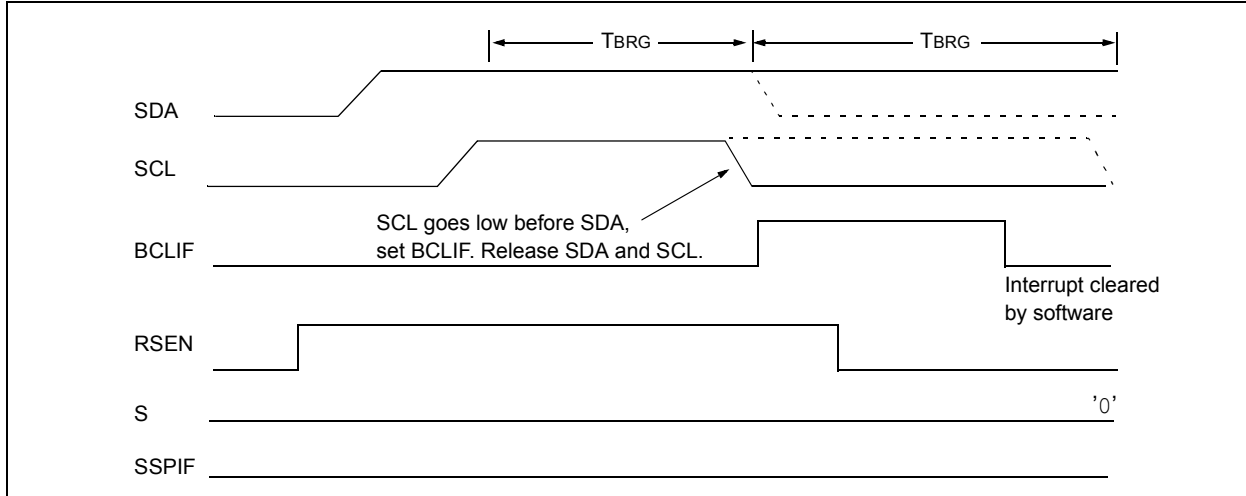 TBRG TBRG
SDA
SCL
SCL goes low before SDA,
set BCLIF. Release SDA and SCL.
BCLIF
Interrupt cleared
by software
RSEN
S '0'
SSPIF